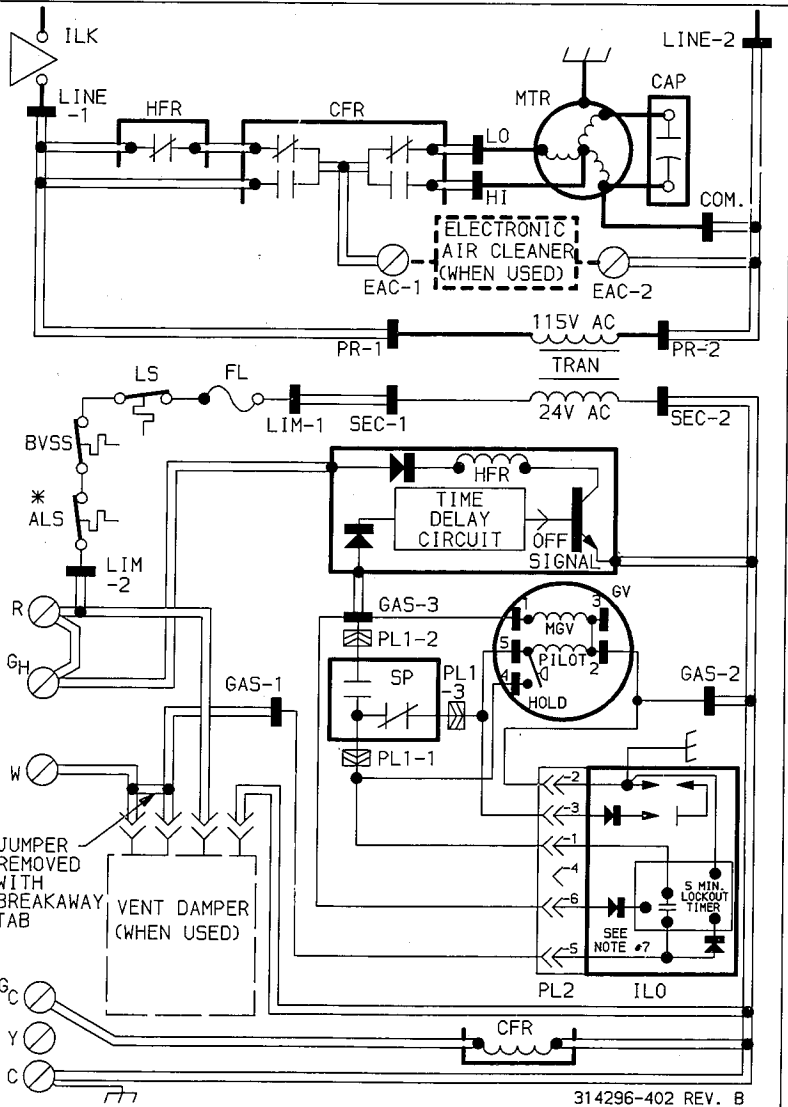 ILK
LINE-2
LINE
-1
HFR
CFR
MTR
CAP
LO
HI
COM.
ELECTRONIC
AIR CLEANER
(WHEN USED)
EAC-1
EAC-2
115V AC
PR-1
PR-2
TRAN
24V AC
LS
FL
LIM-1
SEC-1
SEC-2
BVSS
*
ALS
LIM
-2
HFR
TIME
DELAY
CIRCUIT
OFF
SIGNAL
R
GH
GAS-3
PL1-2
1
3
GV
MGV
5
PILOT
2
4
HOLD
SP
PL1
-3
GAS-1
GAS-2
PL1-1
W
-2
-3
-1
-4
-6
-5
5 MIN.
LOCKOUT
TIMER
SEE
NOTE #7
JUMPER
REMOVED
WITH
BREAKAWAY
TAB
VENT DAMPER
(WHEN USED)
PL2
ILO
GC
CFR
Y
C
314296-402 REV. B